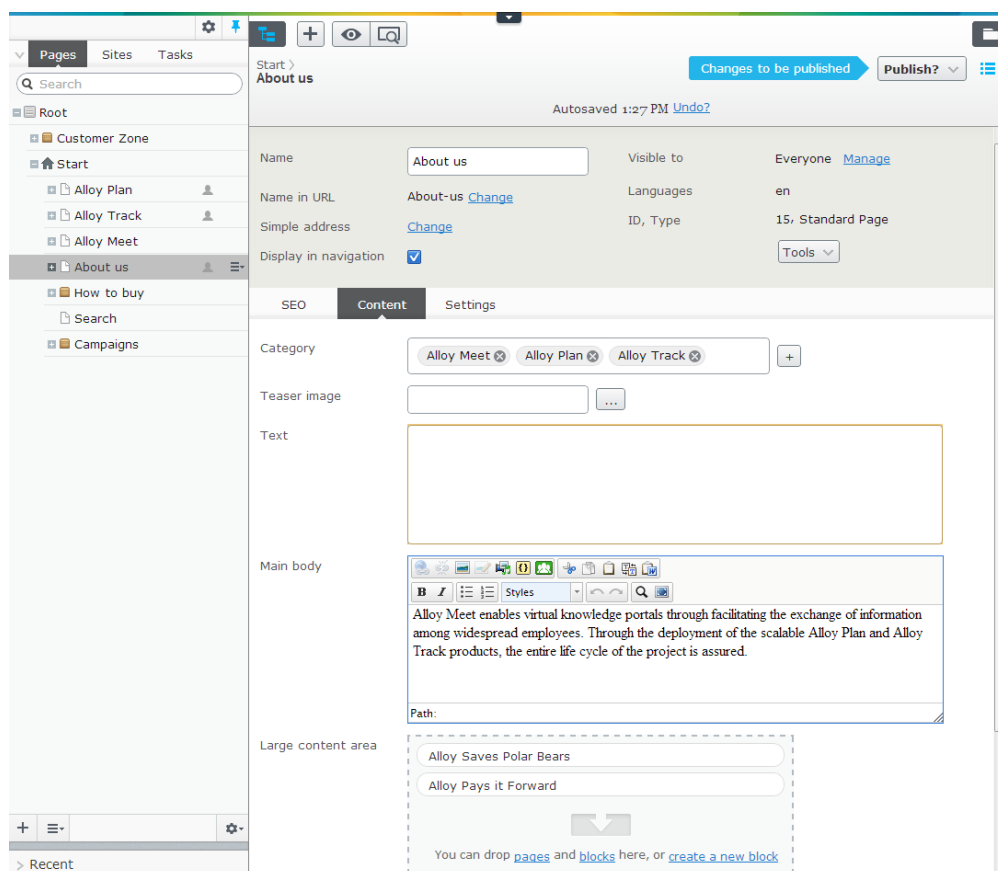 Pages Sites Tasks
Search
Root
Customer Zone
Start
Alloy Plan
Alloy Track
Alloy Meet
About us
How to buy
Search
Campaigns
> Recent
Start >
About us
Changes to be published
Publish?
Autosaved 1:27 PM Undo?
Name
About us
Visible to
Everyone Manage
Name in URL
About-us Change
Languages
en
Simple address
Change
ID, Type
15, Standard Page
Display in navigation
Tools
SEO Content Settings
Category
Alloy Meet Alloy Plan Alloy Track
+
Teaser image
...
Text
Main body
B I Styles
Alloy Meet enables virtual knowledge portals through facilitating the exchange of information
among widespread employees. Through the deployment of the scalable Alloy Plan and Alloy
Track products, the entire life cycle of the project is assured.
Path:
Large content area
Alloy Saves Polar Bears
Alloy Pays it Forward
You can drop pages and blocks here, or create a new block